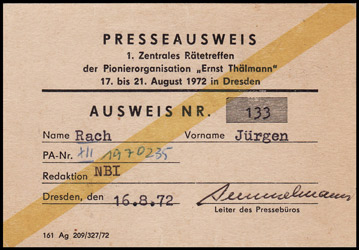 PRESSEAUSWEIS
1. Zentrales Rätetreffen
der Pionierorganisation „Ernst Thälmann"
17. bis 21. August 1972 in Dresden
AUSWEIS NR. 133
Name Rach Vorname Jürgen
PA-Nr. XII 1970235
Redaktion NBI
Dresden, den 16.8.72
Leiter des Pressebüros
161 Ag 209/327/72